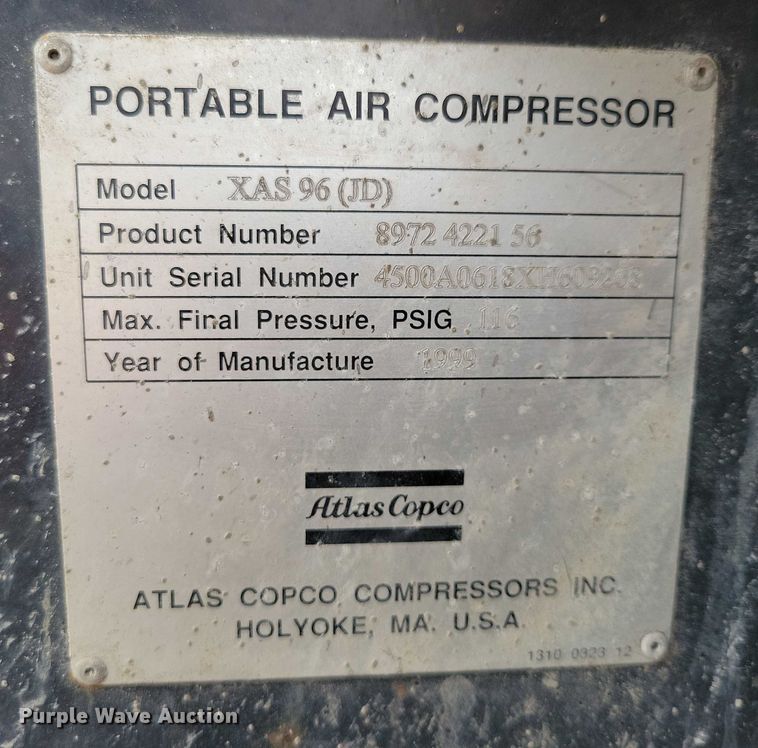 PORTABLE AIR COMPRESSOR
Model XAS 96 (JD)
Product Number 8972 4221 56
Unit Serial Number
Max. Final Pressure, PSIG 116
Year of Manufacture 1999
Atlas Copco
ATLAS COPCO COMPRESSORS INC.
HOLYOKE, MA. U.S.A.
1310 0323 12
Purple Wave Auction